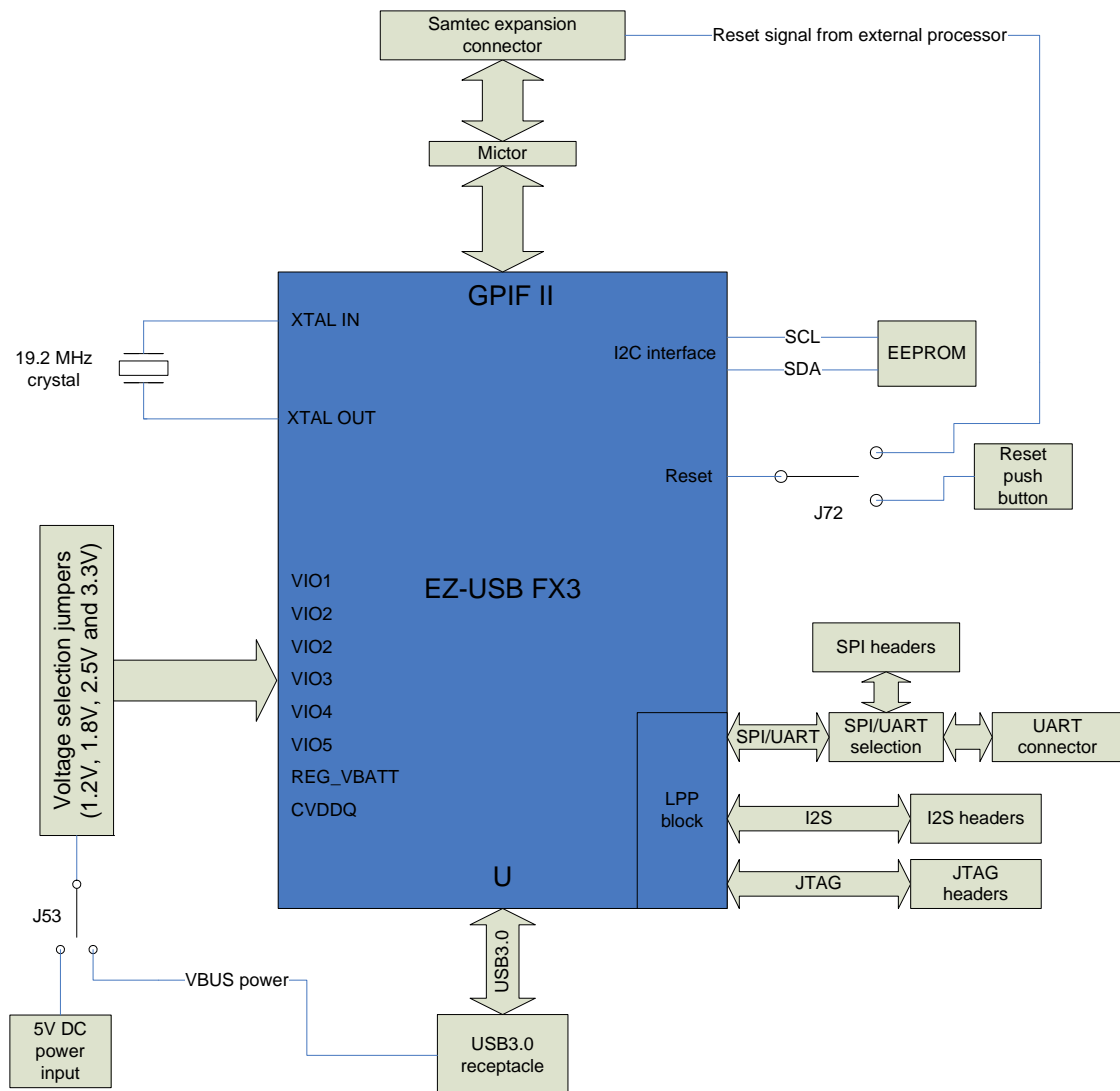 Samtec expansion
connector
Reset signal from external processor
Mictor
GPIF II
XTAL IN
19.2 MHz
crystal
XTAL OUT
I2C interface
SCL
SDA
EEPROM
Reset
J72
Reset
push
button
Voltage selection jumpers
(1.2V, 1.8V, 2.5V and 3.3V)
VIO1
VIO2
VIO2
VIO3
VIO4
VIO5
REG_VBATT
CVDDQ
EZ-USB FX3
SPI headers
SPI/UART
SPI/UART
selection
UART
connector
LPP
block
I2S
I2S headers
JTAG
JTAG
headers
U
J53
USB3.0
VBUS power
5V DC
power
input
USB3.0
receptacle